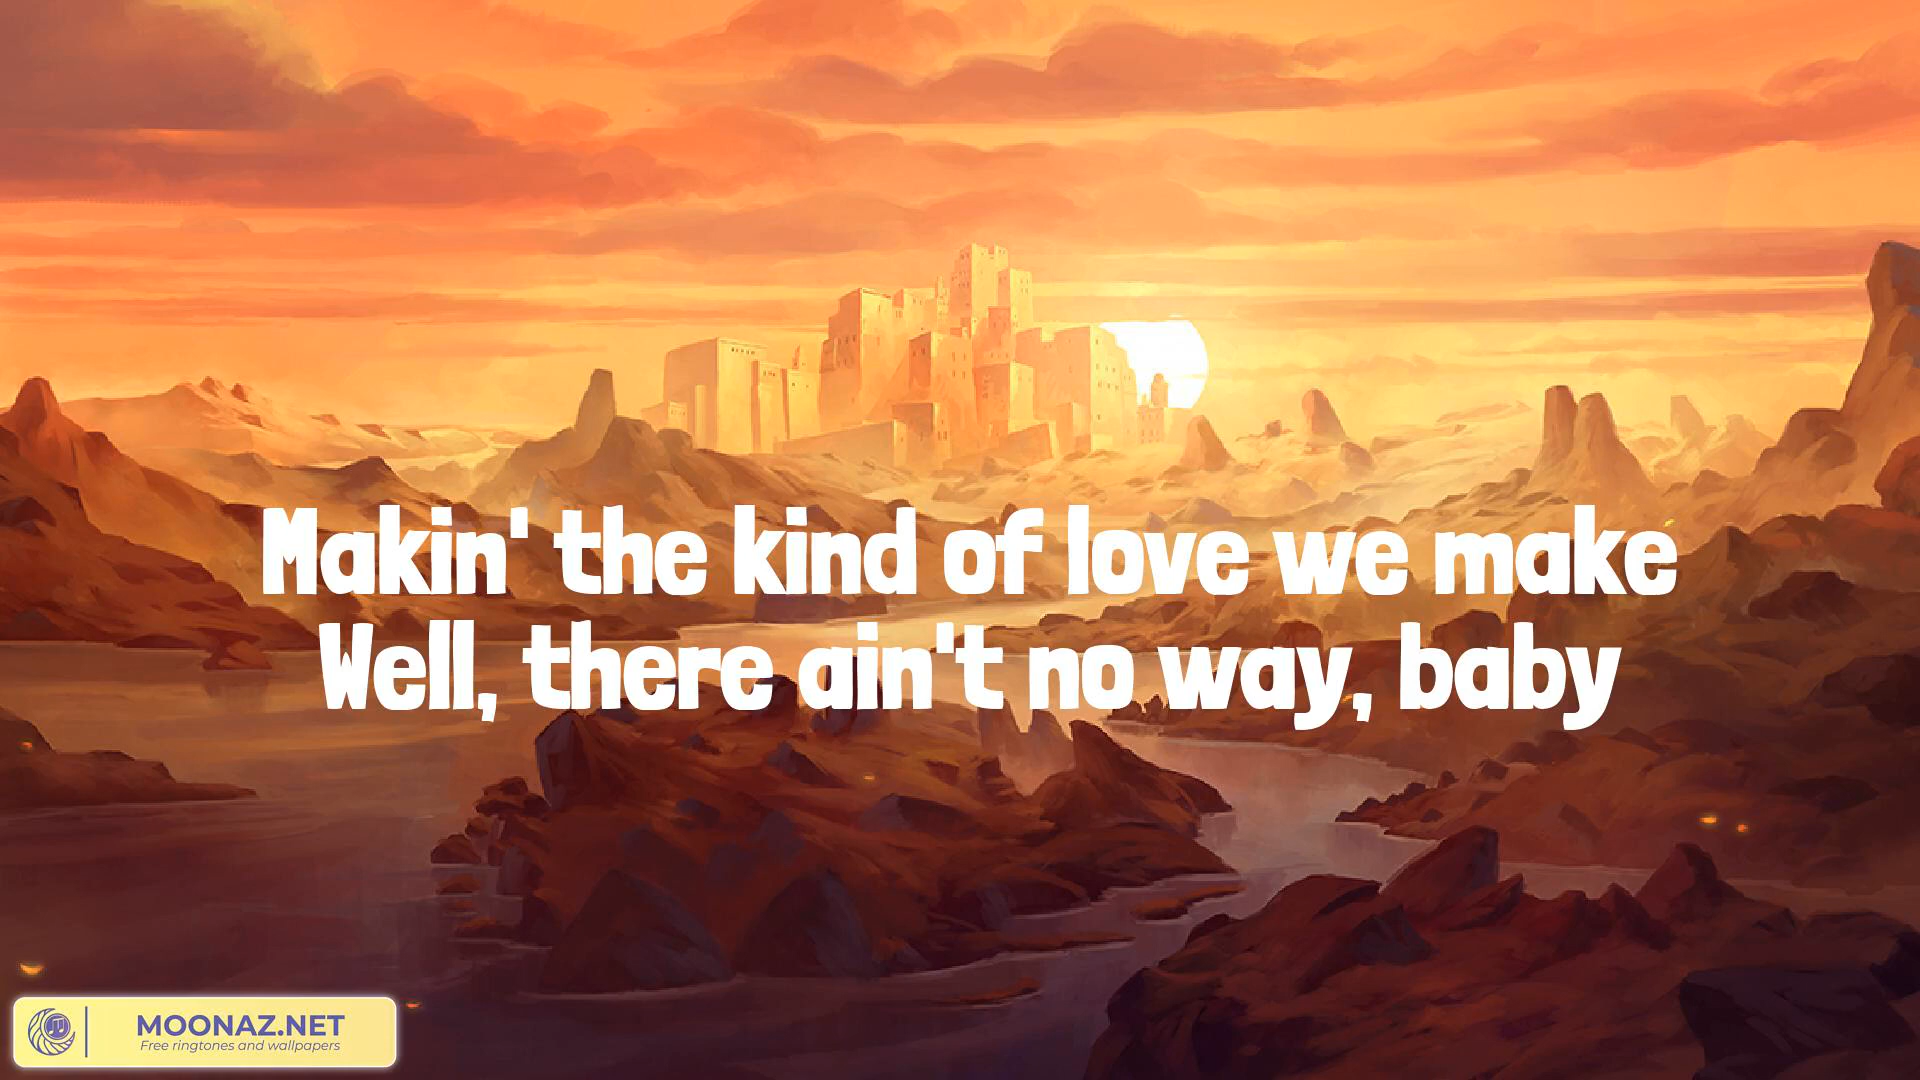 Makin' the kind of love we make
Well, there ain't no way, baby
MOONAZ.NET
Free ringtones and wallpapers